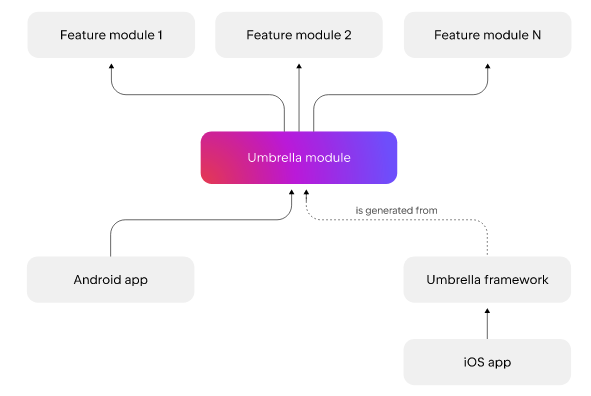 Feature module 1
Feature module 2
Feature module N
Umbrella module
is generated from
Android app
Umbrella framework
iOS app